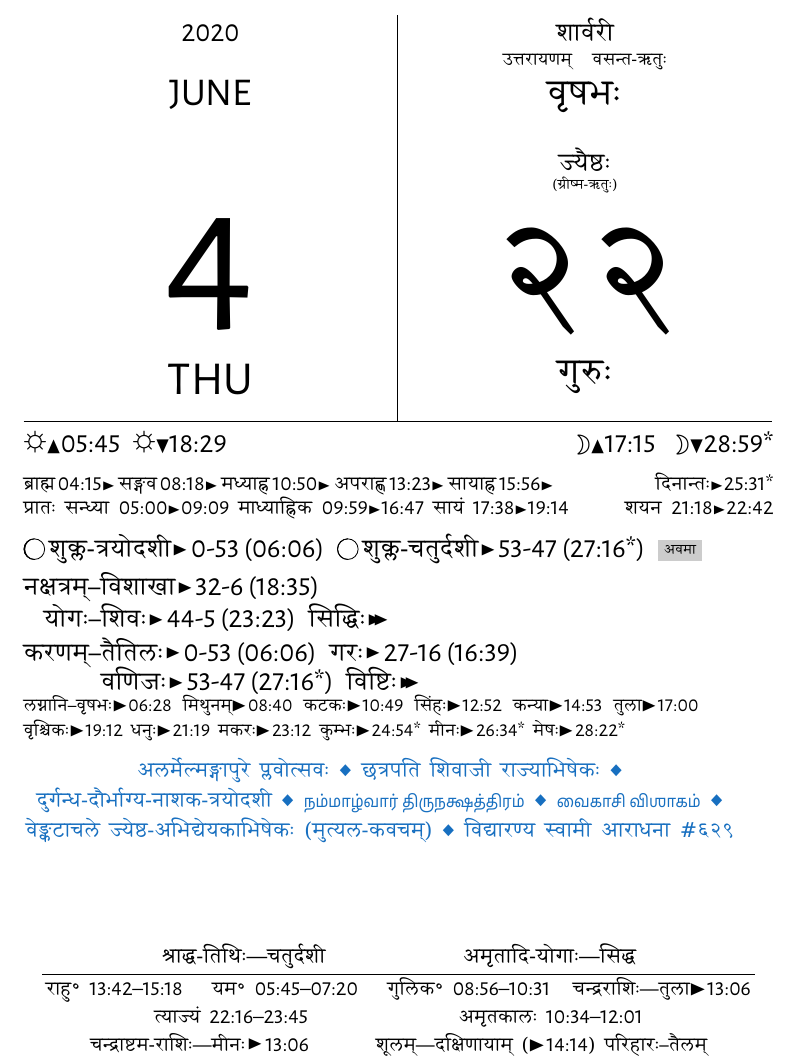 2020
JUNE
4
THU
शार्वरी
उत्तरायणम् वसन्त-ऋतुः
वृषभः
ज्यैष्ठः
(ग्रीष्म-ऋतुः)
२२
गुरुः
☼▲05:45 ☼▼18:29 ☽▲17:15 ☽▼28:59*
ब्राह्म 04:15► सङ्गव 08:18► मध्याह्न 10:50► अपराह्ण 13:23► सायाह्न 15:56► दिनान्तः►25:31*
प्रातः सन्ध्या 05:00►09:09 माध्याह्निक 09:59►16:47 सायं 17:38►19:14 शयन 21:18►22:42
◯शुक्ल-त्रयोदशी► 0-53 (06:06) ◯शुक्ल-चतुर्दशी►53-47 (27:16*) अवमा
नक्षत्रम्–विशाखा►32-6 (18:35)
योगः–शिवः►44-5 (23:23) सिद्धिः►►
करणम्–तैतिलः►0-53 (06:06) गरः►27-16 (16:39)
वणिजः►53-47 (27:16*) विष्टिः►►
लग्नानि–वृषभः►06:28 मिथुनम्►08:40 कटकः►10:49 सिंहः►12:52 कन्या►14:53 तुला►17:00
वृश्चिकः►19:12 धनुः►21:19 मकरः►23:12 कुम्भः►24:54* मीनः►26:34* मेषः►28:22*
अलर्मेल्मङ्गापुरे प्लवोत्सवः ◆ छत्रपति शिवाजी राज्याभिषेकः ◆
दुर्गन्ध-दौर्भाग्य-नाशक-त्रयोदशी ◆ நம்மாழ்வார் திருநக்ஷத்திரம் ◆ வைகாசி விஶாகம் ◆
वेङ्कटाचले ज्येष्ठ-अभिद्येयकाभिषेकः (मुत्यल-कवचम्) ◆ विद्यारण्य स्वामी आराधना #६२९
श्राद्ध-तिथिः—चतुर्दशी अमृतादि-योगाः—सिद्ध
राहु° 13:42–15:18 यम° 05:45–07:20 गुलिक° 08:56–10:31 चन्द्रराशिः—तुला►13:06
त्याज्यं 22:16–23:45 अमृतकालः 10:34–12:01
चन्द्राष्टम-राशिः—मीनः►13:06 शूलम्—दक्षिणायाम् (►14:14) परिहारः–तैलम्